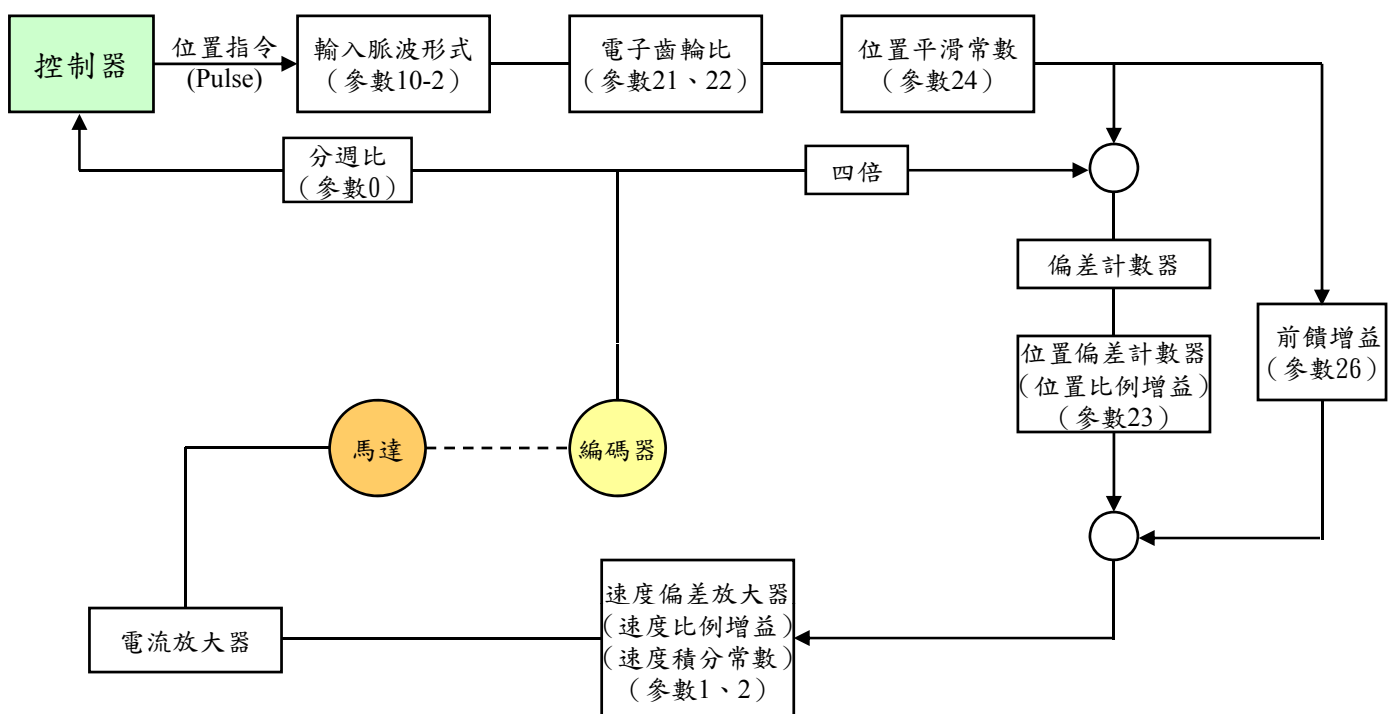 控制器
位置指令
(Pulse)
輸入脈波形式
（參數10-2）
電子齒輪比
（參數21、22）
位置平滑常數
（參數24）
分週比
（參數0）
四倍
偏差計數器
位置偏差計數器
（位置比例增益）
（參數23）
前饋增益
（參數26）
馬達
編碼器
速度偏差放大器
（速度比例增益）
（速度積分常數）
（參數1、2）
電流放大器